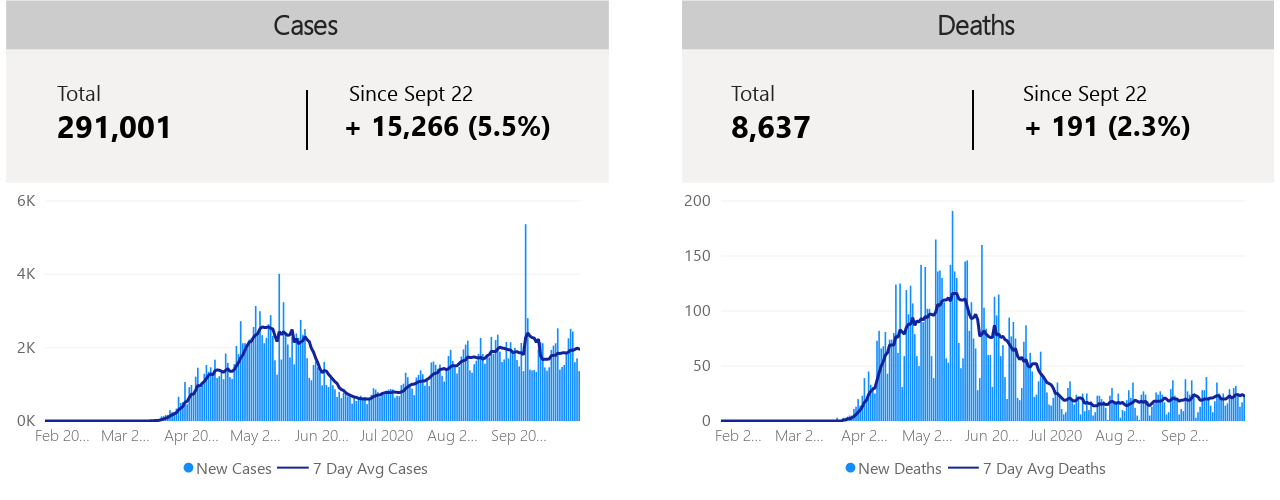 Cases
Total
Since Sept 22
291,001
+ 15,266 (5.5%)
6K
4K
2K
0K
Feb 20...
Mar 2...
Apr 20...
May 2...
Jun 20...
Jul 2020
Aug 2...
Sep 20...
New Cases
7 Day Avg Cases
Deaths
Total
Since Sept 22
8,637
+ 191 (2.3%)
200
150
100
50
0
Feb 2...
Mar 2...
Apr 2...
May 2...
Jun 20...
Jul 2020
Aug 2...
Sep 2...
New Deaths
7 Day Avg Deaths